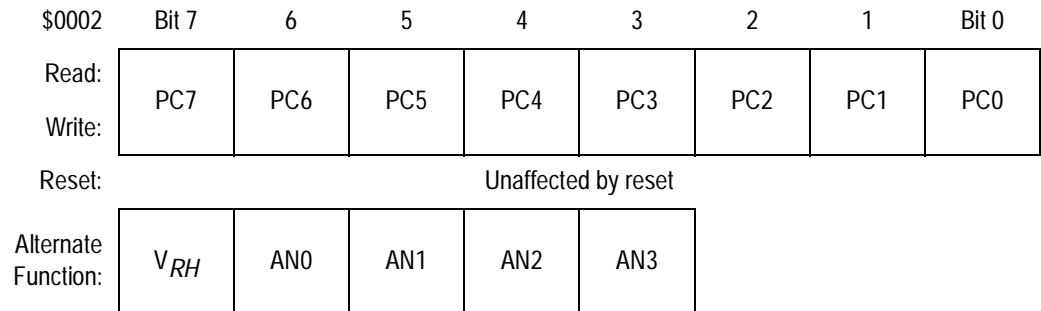 $0002 Bit 7 6 5 4 3 2 1 Bit 0
Read:
PC7 PC6 PC5 PC4 PC3 PC2 PC1 PC0
Write:
Reset: Unaffected by reset
Alternate
Function: VRH AN0 AN1 AN2 AN3